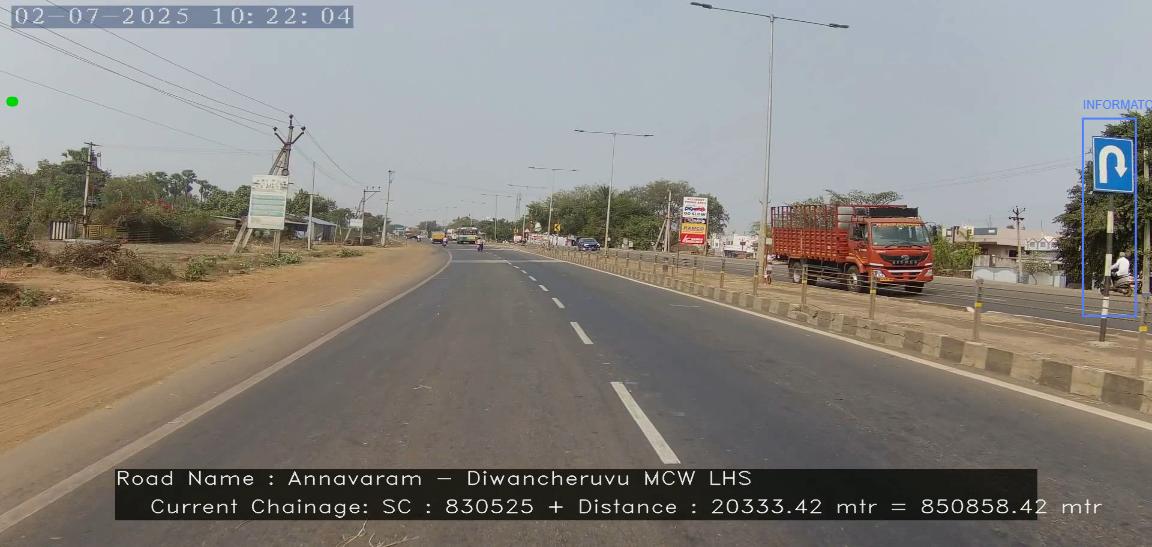 02-07-2025 10:22:04
INFORMATO
Road Name : Annavaram - Diwancheruvu MCW LHS
Current Chainage: SC : 830525 + Distance : 20333.42 mtr = 850858.42 mtr